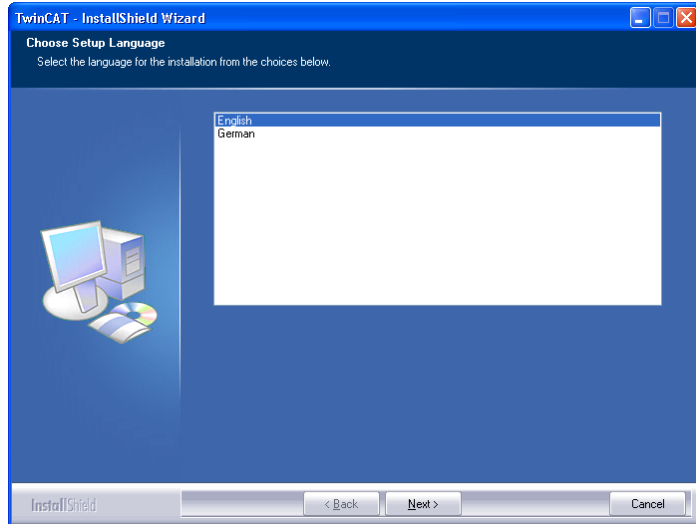 TwinCAT - InstallShield Wizard
Choose Setup Language
Select the language for the installation from the choices below.
English
German
InstallShield
< Back
Next >
Cancel